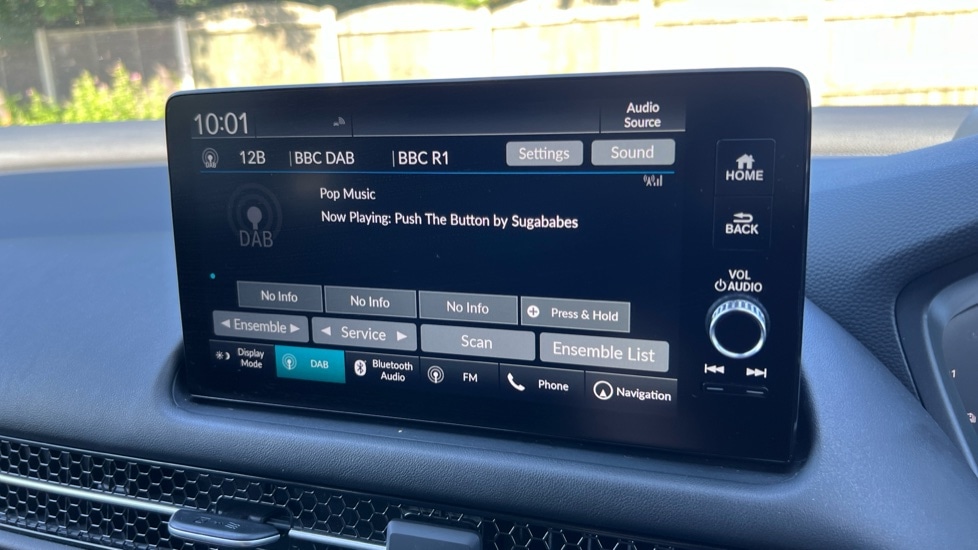 10:01
Audio
Source
DAB 12B |BBC DAB |BBC R1 Settings Sound
Pop Music
Now Playing: Push The Button by Sugababes
DAB
HOME
BACK
VOL
AUDIO
No Info No Info No Info Press & Hold
Ensemble Service Scan Ensemble List
Display
Mode
DAB
Bluetooth
Audio
FM
Phone
Navigation
1